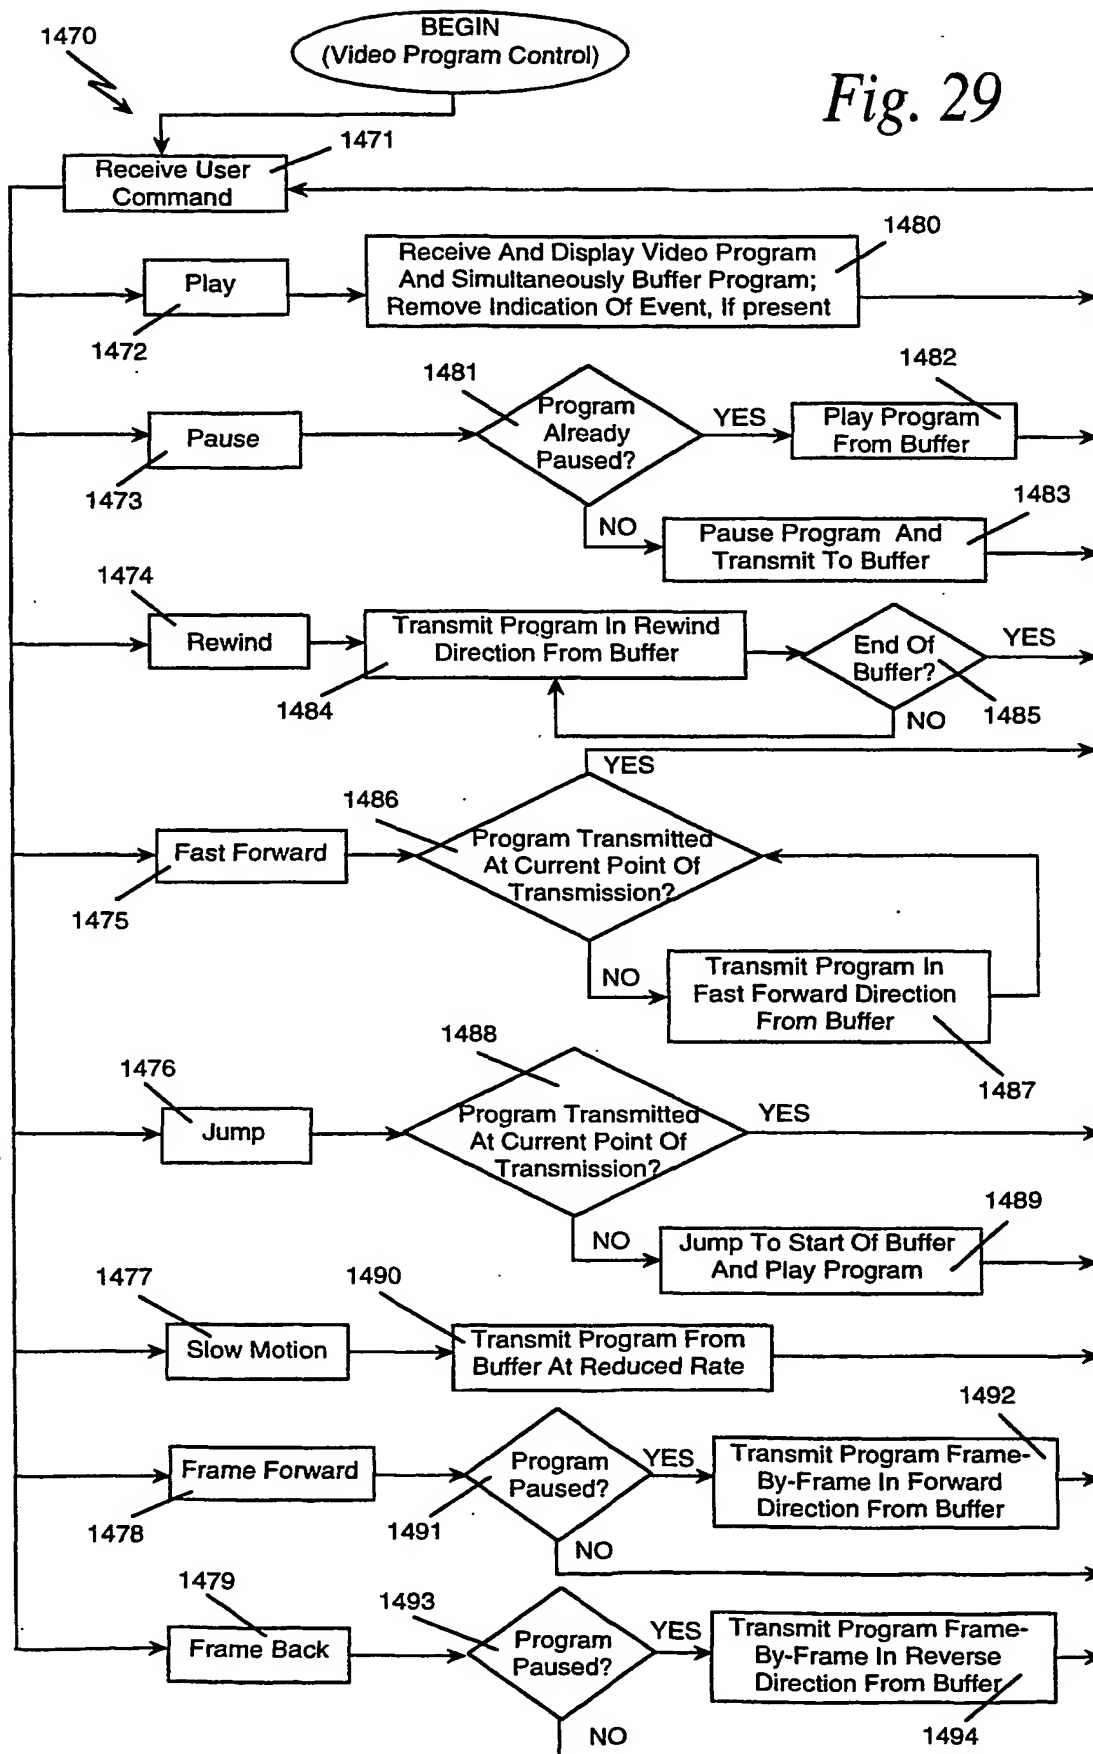 1470
BEGIN
(Video Program Control)
Fig. 29
1471
Receive User
Command
1480
Receive And Display Video Program
And Simultaneously Buffer Program;
Remove Indication Of Event, If present
Play
1472
1481
1482
Program
Already
Paused?
YES
Play Program
From Buffer
Pause
1473
NO
1483
Pause Program And
Transmit To Buffer
1474
Rewind
Transmit Program In Rewind
Direction From Buffer
1484
End Of
Buffer?
YES
NO
1485
YES
1486
Fast Forward
1475
Program Transmitted
At Current Point Of
Transmission?
NO
Transmit Program In
Fast Forward Direction
From Buffer
1487
1488
1476
Jump
Program Transmitted
At Current Point Of
Transmission?
YES
1489
NO
Jump To Start Of Buffer
And Play Program
1477
1490
Slow Motion
Transmit Program From
Buffer At Reduced Rate
1492
Frame Forward
1478
Program
Paused?
1491
YES
Transmit Program Frame-
By-Frame In Forward
Direction From Buffer
NO
1479
1493
Frame Back
Program
Paused?
YES
Transmit Program Frame-
By-Frame In Reverse
Direction From Buffer
NO
1494